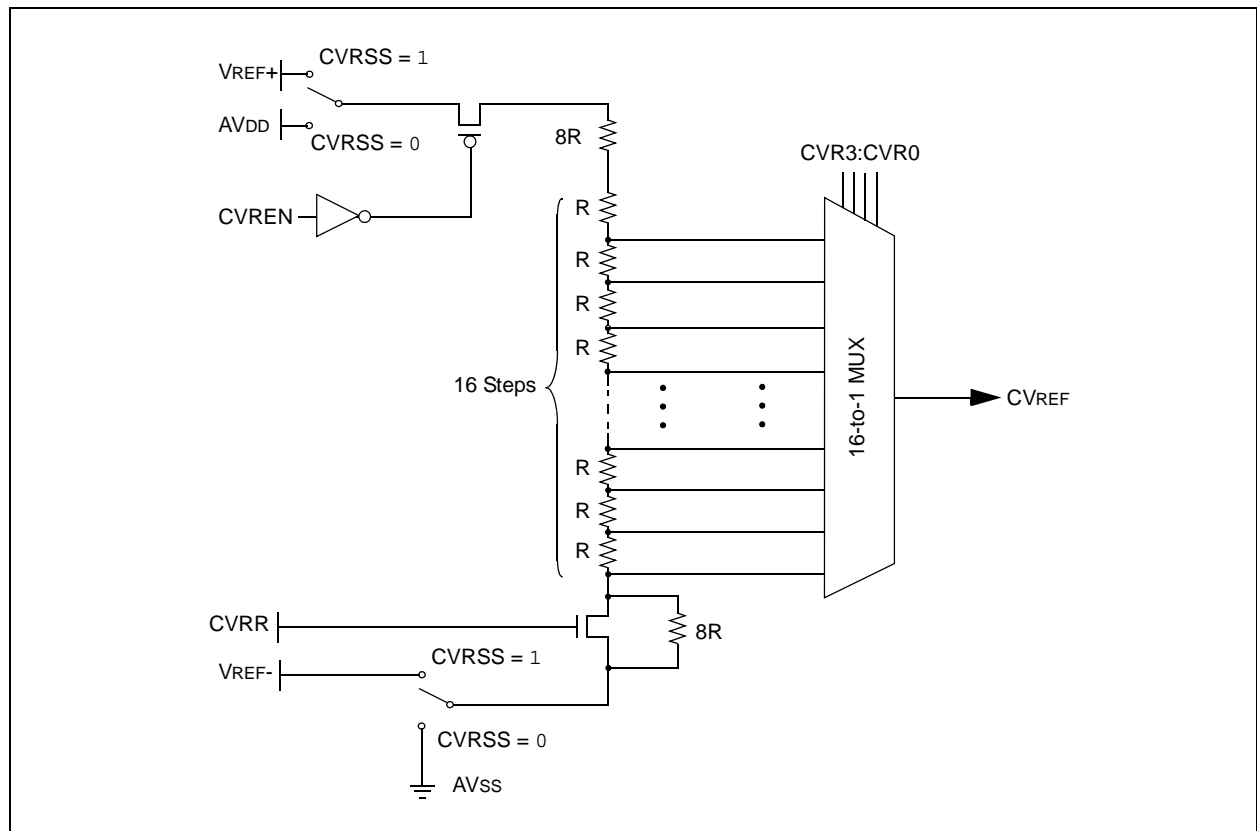 CVRSS = 1
VREF+
AVDD
CVRSS = 0
8R
CVR3:CVR0
CVREN
R
R
R
R
16 Steps
16-to-1 MUX
CVREF
R
R
R
CVRR
8R
CVRSS = 1
VREF-
CVRSS = 0
AVSS